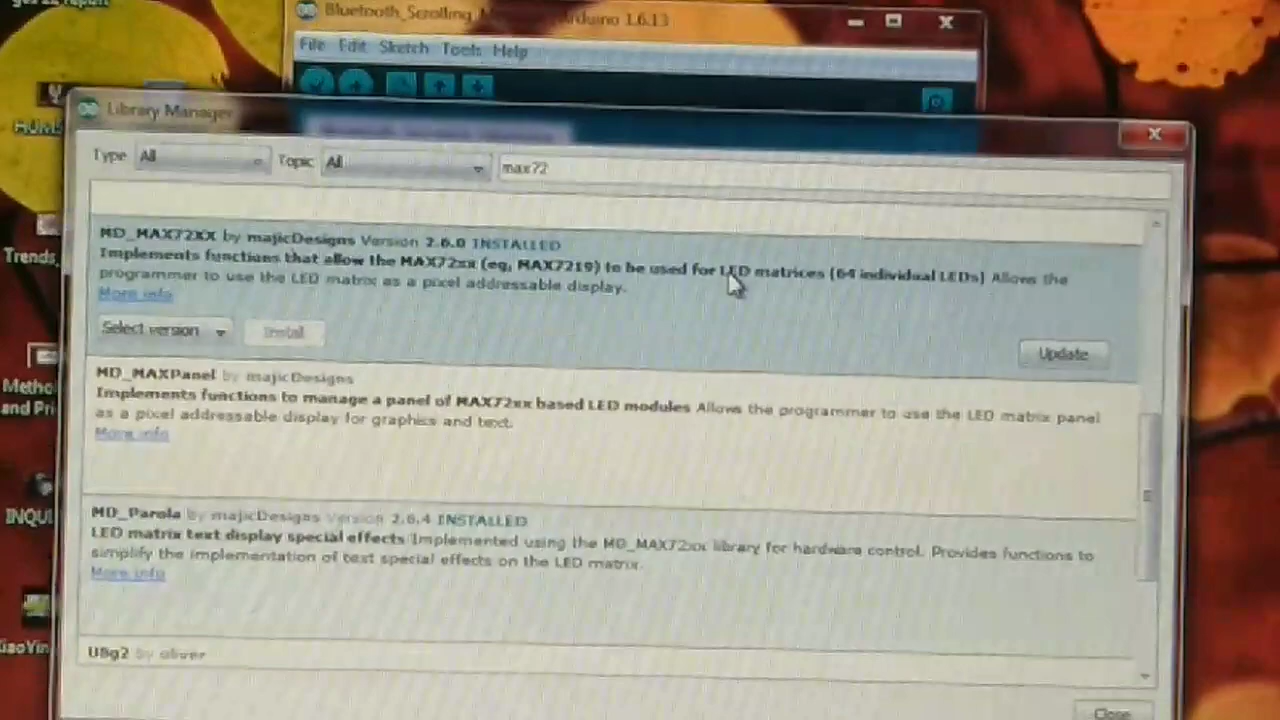 Bluetooth_Scrolling_ Arduino 1.6.13
File Edit Sketch Tools Help
Library Manager
Type All Topic All max72
MD_MAX72XX by majicDesigns Version 2.6.0 INSTALLED
Implements functions that allow the MAX72xx (eg, MAX7219) to be used for LED matrices (64 individual LEDs) Allows the
programmer to use the LED matrix as a pixel addressable display.
More info
Select version Install
Update
MD_MAXPanel by majicDesigns
Implements functions to manage a panel of MAX72xx based LED modules Allows the programmer to use the LED matrix panel
as a pixel addressable display for graphics and text.
More info
MD_Parola by majicDesigns Version 2.6.4 INSTALLED
LED matrix text display special effects Implemented using the MD_MAX72xx library for hardware control. Provides functions to
simplify the implementation of text special effects on the LED matrix.
More info
U8g2 by oliver
Close
Trends,
Metho
and Pri
INQUI